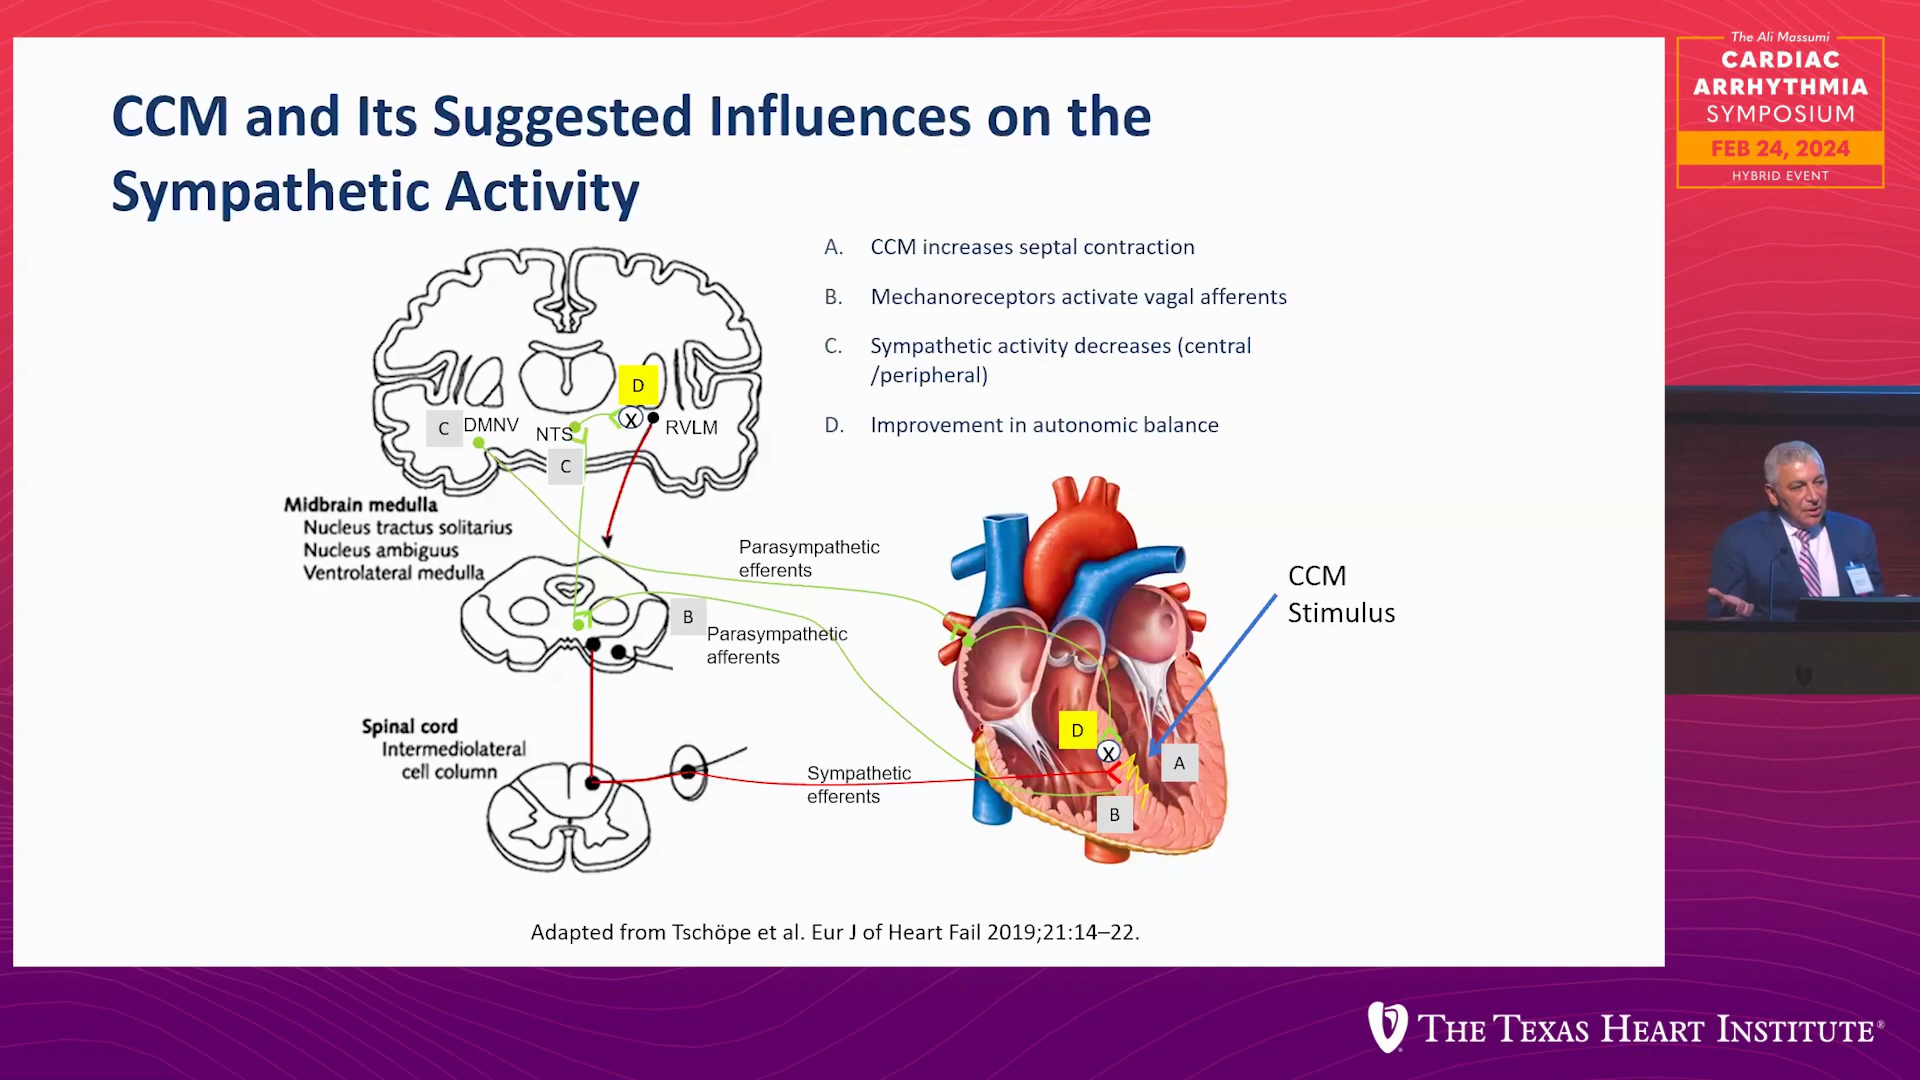 CCM and Its Suggested Influences on the
Sympathetic Activity
A. CCM increases septal contraction
B. Mechanoreceptors activate vagal afferents
C. Sympathetic activity decreases (central
/peripheral)
D. Improvement in autonomic balance
D
C DMNV
NTS
X
RVLM
C
Midbrain medulla
Nucleus tractus solitarius
Nucleus ambiguus
Ventrolateral medulla
Parasympathetic
efferents
B
Parasympathetic
afferents
Spinal cord
Intermediolateral
cell column
Sympathetic
efferents
CCM
Stimulus
D
X
A
B
Adapted from Tschöpe et al. Eur J of Heart Fail 2019;21:14–22.
The Ali Massumi
CARDIAC
ARRHYTHMIA
SYMPOSIUM
FEB 24, 2024
HYBRID EVENT
THE TEXAS HEART INSTITUTE®